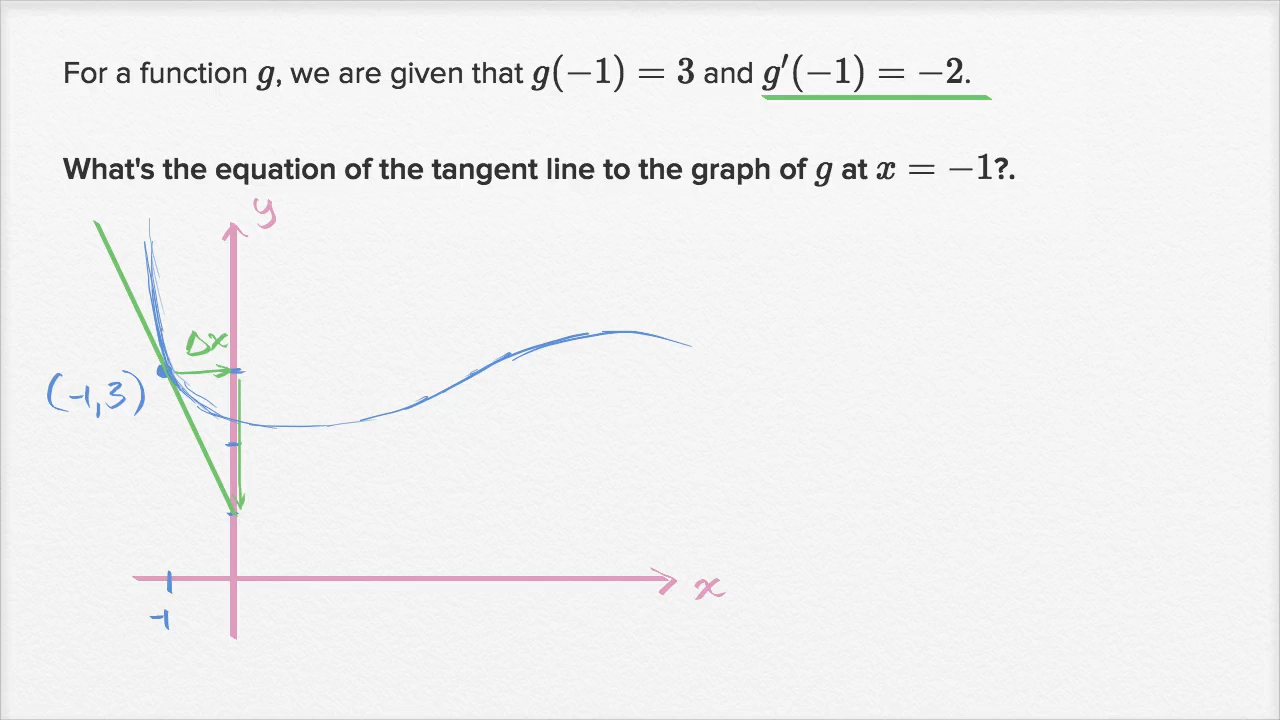 For a function g, we are given that g(−1) = 3 and g′(−1) = −2.
What's the equation of the tangent line to the graph of g at x = −1?.
y
Δx
(-1,3)
x
-1